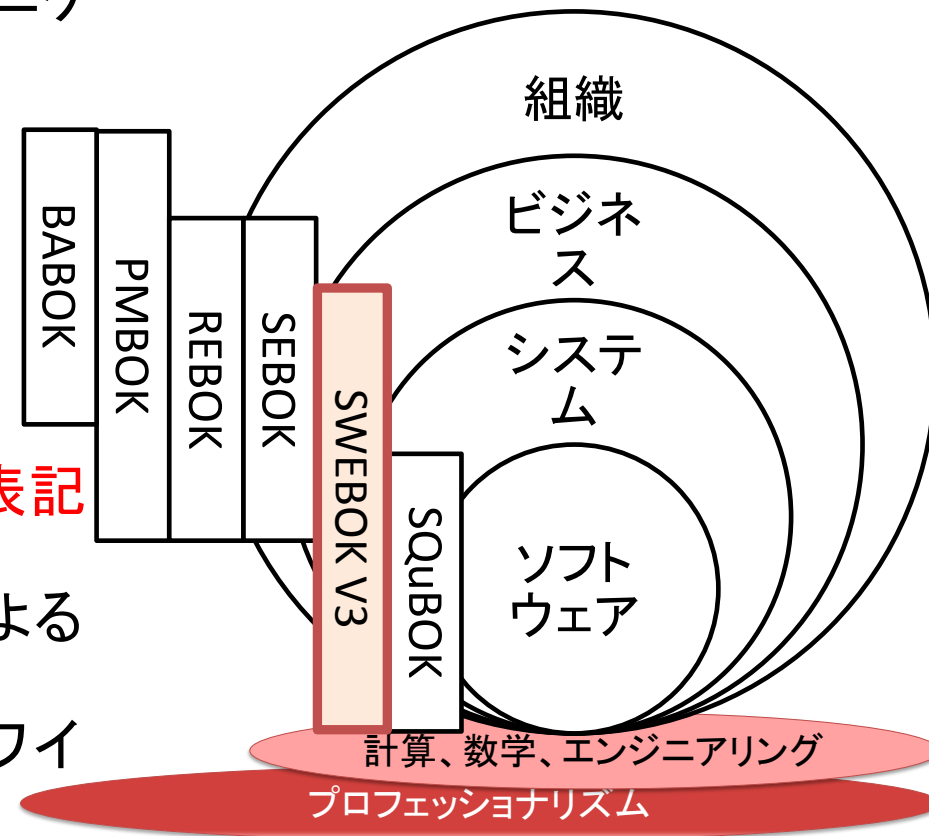 組織
ビジネ
ス
システ
ム
ソフト
ウェア
BABOK
PMBOK
REBOK
SEBOK
SWEBOK V3
SQuBOK
表記
よる
ワイ
計算、数学、エンジニアリング
プロフェッショナリズム